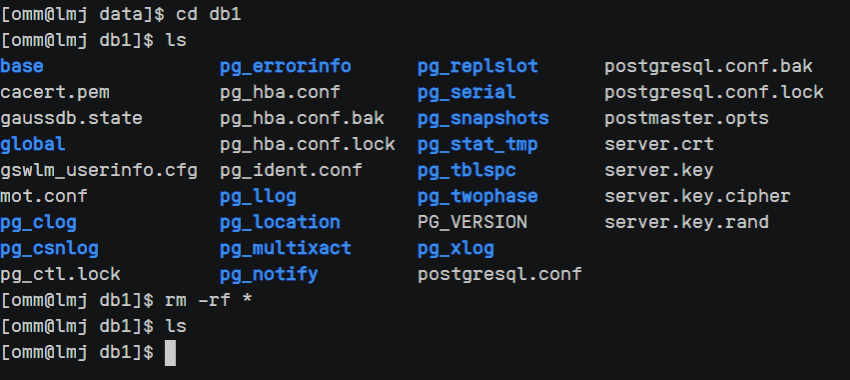 [omm@lmj data]$ cd db1
[omm@lmj db1]$ ls
base pg_errorinfo pg_replslot postgresql.conf.bak
cacert.pem pg_hba.conf pg_serial postgresql.conf.lock
gaussdb.state pg_hba.conf.bak pg_snapshots postmaster.opts
global pg_hba.conf.lock pg_stat_tmp server.crt
gswlm_userinfo.cfg pg_ident.conf pg_tblspc server.key
mot.conf pg_llog pg_twophase server.key.cipher
pg_clog pg_location PG_VERSION server.key.rand
pg_csnlog pg_multixact pg_xlog
pg_ctl.lock pg_notify postgresql.conf
[omm@lmj db1]$ rm -rf *
[omm@lmj db1]$ ls
[omm@lmj db1]$